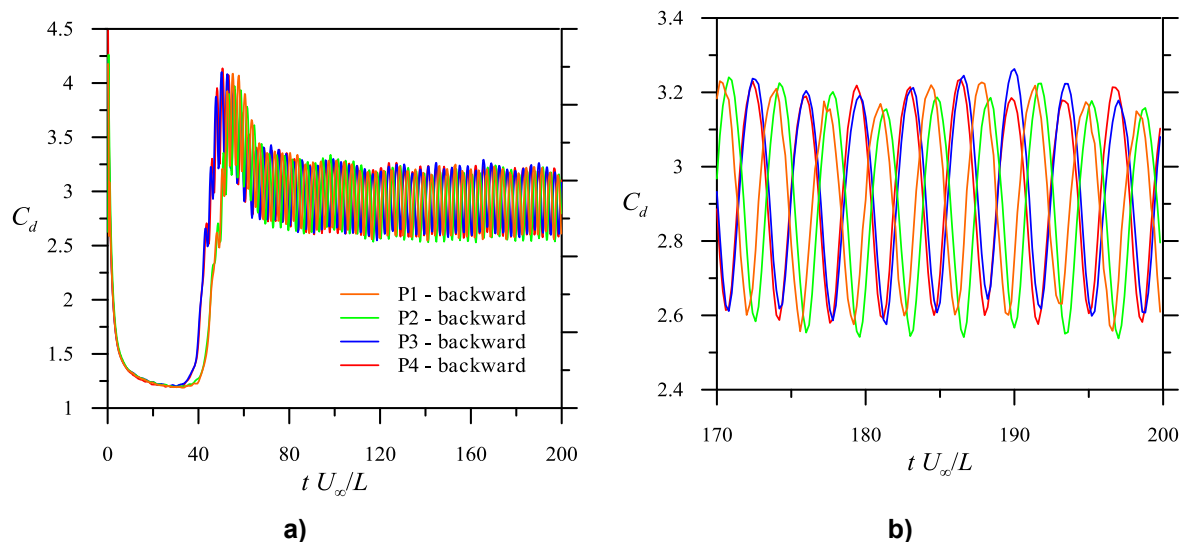 4.5
4
3.5
3
C_d
2.5
2
1.5
1
0 40 80 120 160 200
t U_∞/L
P1 - backward
P2 - backward
P3 - backward
P4 - backward
a)
3.4
3.2
3
C_d
2.8
2.6
2.4
170 180 190 200
t U_∞/L
b)